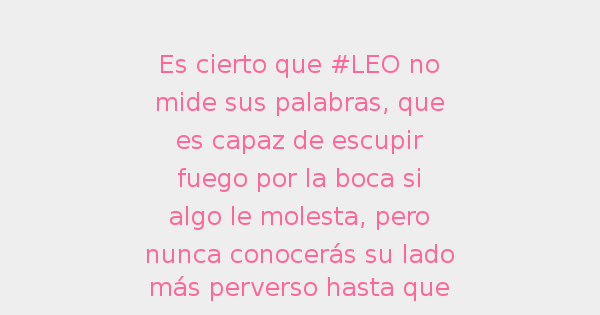 Es cierto que #LEO no
mide sus palabras, que
es capaz de escupir
fuego por la boca si
algo le molesta, pero
nunca conocerás su lado
más perverso hasta que